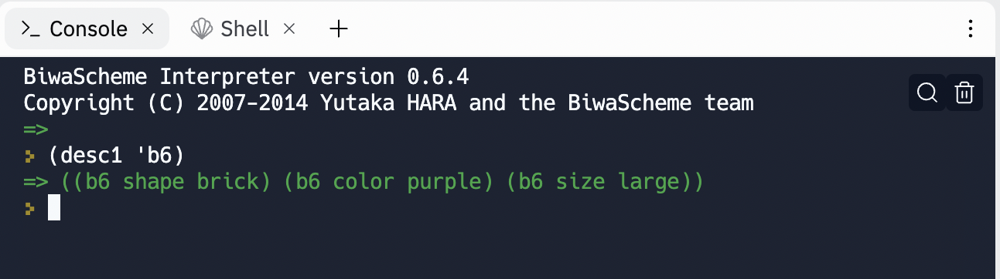 Console Shell
BiwaScheme Interpreter version 0.6.4
Copyright (C) 2007-2014 Yutaka HARA and the BiwaScheme team
=>
(desc1 'b6)
=> ((b6 shape brick) (b6 color purple) (b6 size large))